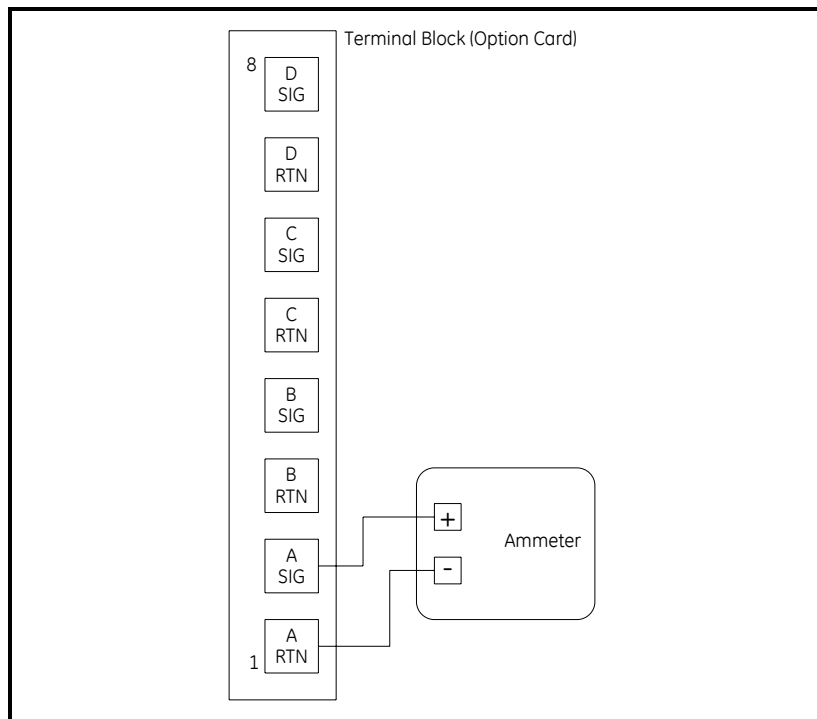 Terminal Block (Option Card)
8
D
SIG
D
RTN
C
SIG
C
RTN
B
SIG
B
RTN
+
Ammeter
-
A
SIG
A
RTN
1